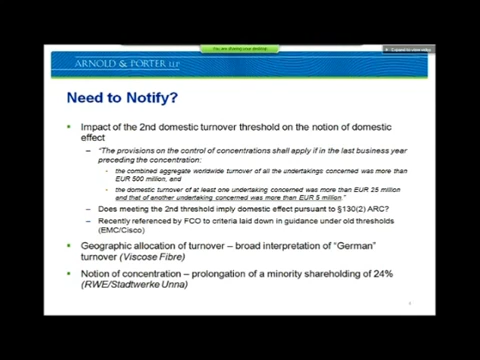 You are sharing your desktop
ARNOLD & PORTER LLP
Need to Notify?
• Impact of the 2nd domestic turnover threshold on the notion of domestic
effect
– "The provisions on the control of concentrations shall apply if in the last business year
preceding the concentration:
• the combined aggregate worldwide turnover of all the undertakings concerned was more than
EUR 500 million, and
• the domestic turnover of at least one undertaking concerned was more than EUR 25 million
and that of another undertaking concerned was more than EUR 5 million."
– Does meeting the 2nd threshold imply domestic effect pursuant to §130(2) ARC?
– Recently referenced by FCO to criteria laid down in guidance under old thresholds
(EMC/Cisco)
• Geographic allocation of turnover – broad interpretation of "German"
turnover (Viscose Fibre)
• Notion of concentration – prolongation of a minority shareholding of 24%
(RWE/Stadtwerke Unna)